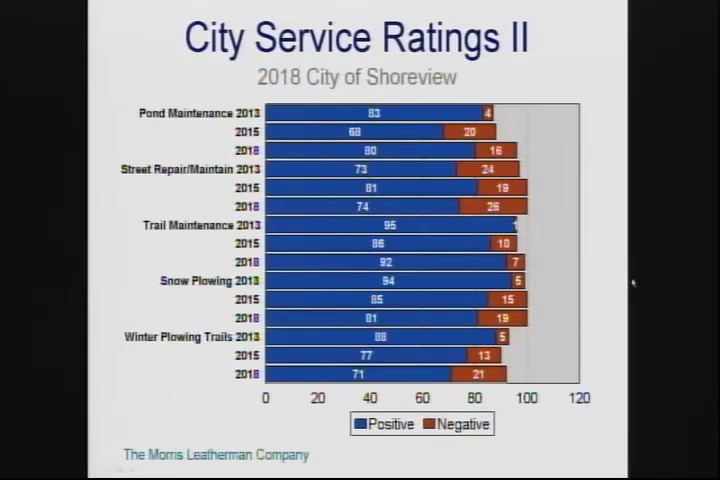 City Service Ratings II
2018 City of Shoreview
Pond Maintenance 2013 83 4
2015 68 20
2018 80 16
Street Repair/Maintain 2013 73 24
2015 81 19
2018 74 26
Trail Maintenance 2013 95 1
2015 86 10
2018 92 7
Snow Plowing 2013 94 5
2015 85 15
2018 81 19
Winter Plowing Trails 2013 88 5
2015 77 13
2018 71 21
0 20 40 60 80 100 120
Positive Negative
The Morris Leatherman Company